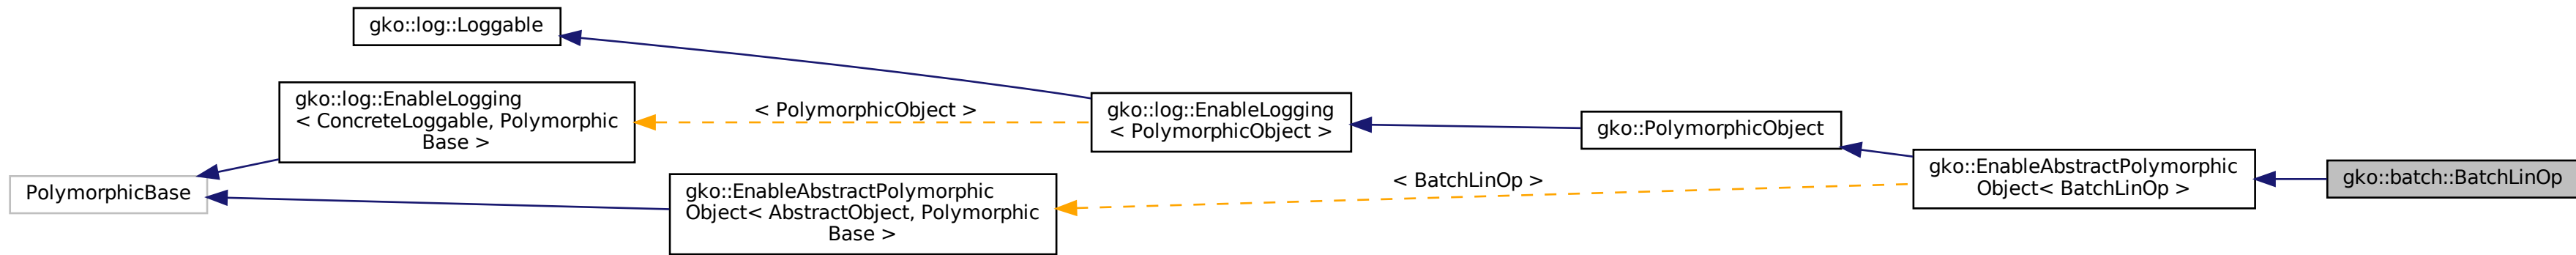 gko::log::Loggable
gko::log::EnableLogging
< ConcreteLoggable, Polymorphic
Base >
< PolymorphicObject >
gko::log::EnableLogging
< PolymorphicObject >
gko::PolymorphicObject
PolymorphicBase
gko::EnableAbstractPolymorphic
Object< AbstractObject, Polymorphic
Base >
< BatchLinOp >
gko::EnableAbstractPolymorphic
Object< BatchLinOp >
gko::batch::BatchLinOp